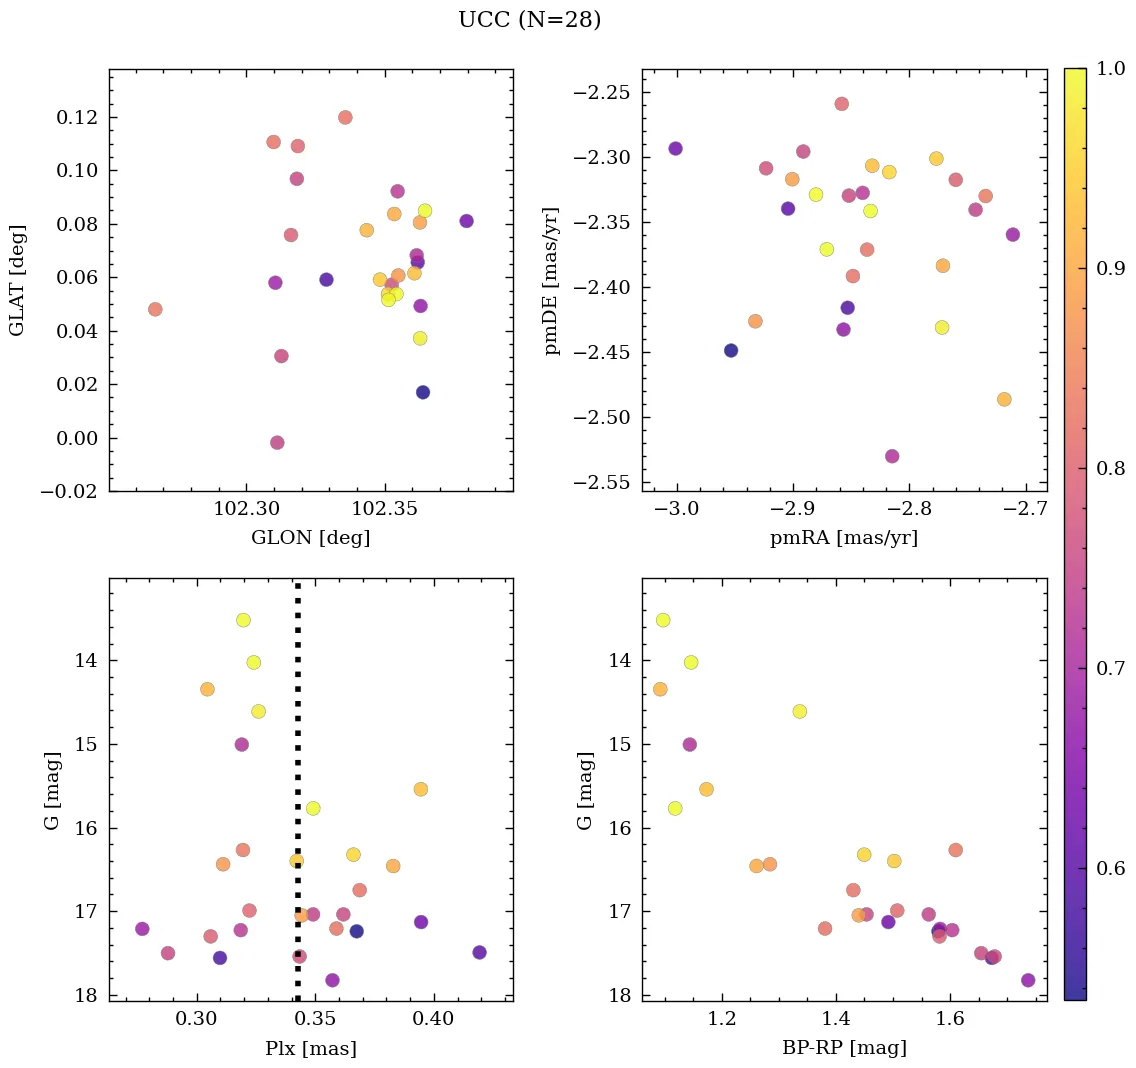 UCC (N=28)
0.12
0.10
0.08
0.06
0.04
0.02
0.00
−0.02
GLAT [deg]
102.30 102.35
GLON [deg]
−2.25
−2.30
−2.35
−2.40
−2.45
−2.50
−2.55
pmDE [mas/yr]
−3.0 −2.9 −2.8 −2.7
pmRA [mas/yr]
14
15
16
17
18
G [mag]
0.30 0.35 0.40
Plx [mas]
14
15
16
17
18
G [mag]
1.2 1.4 1.6
BP-RP [mag]
1.0
0.9
0.8
0.7
0.6